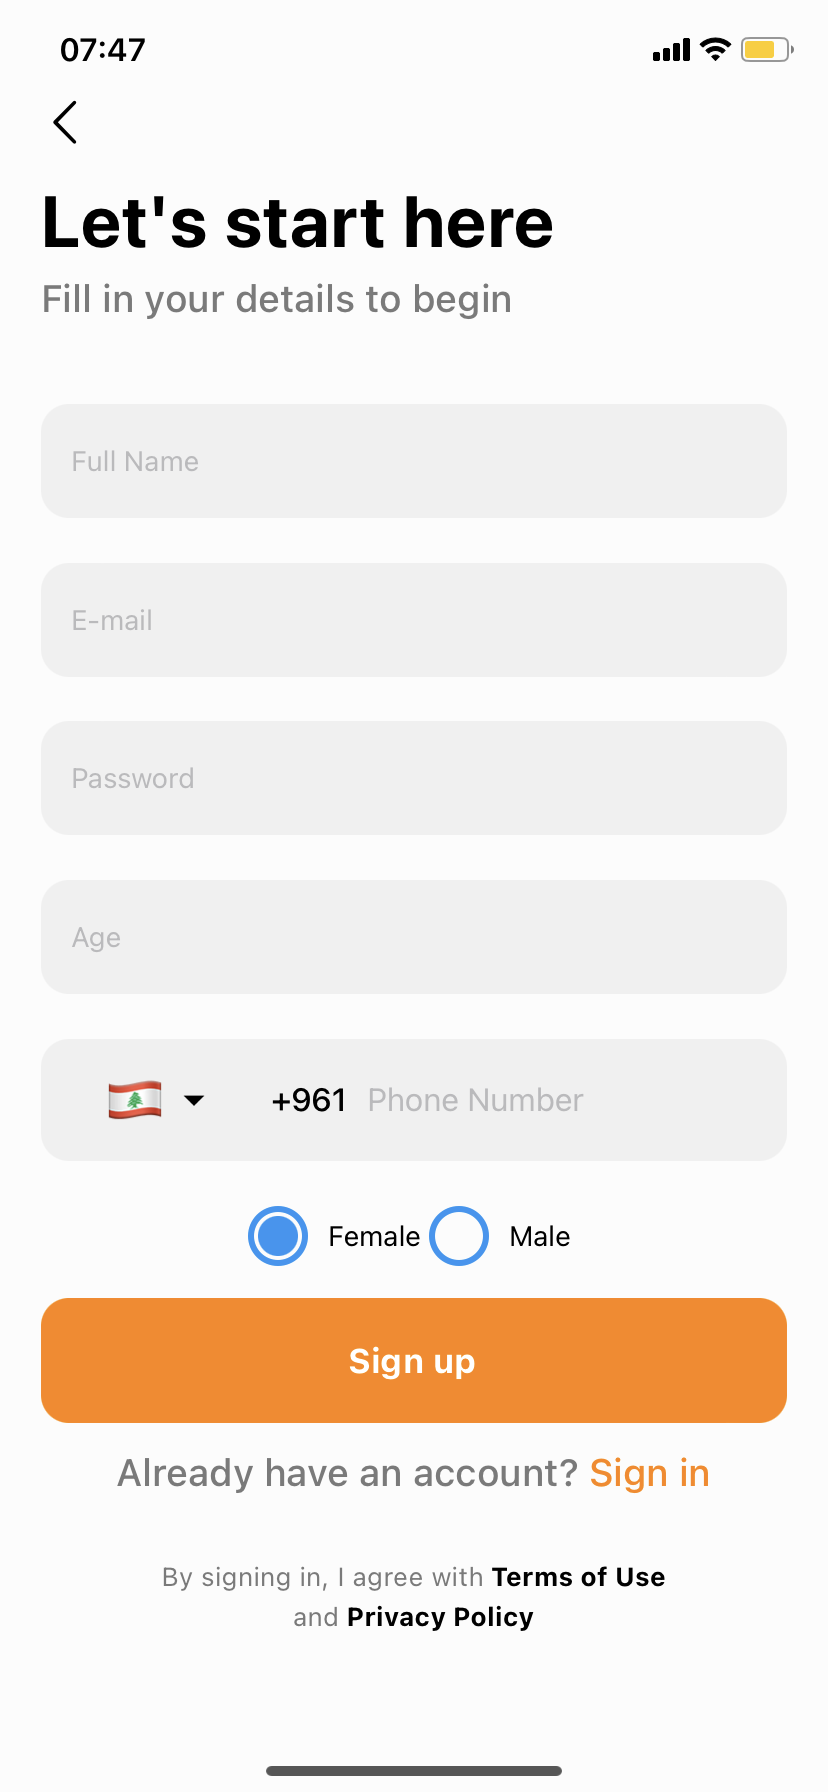 07:47
Let's start here
Fill in your details to begin
Full Name
E-mail
Password
Age
+961 Phone Number
Female Male
Sign up
Already have an account? Sign in
By signing in, I agree with Terms of Use
and Privacy Policy